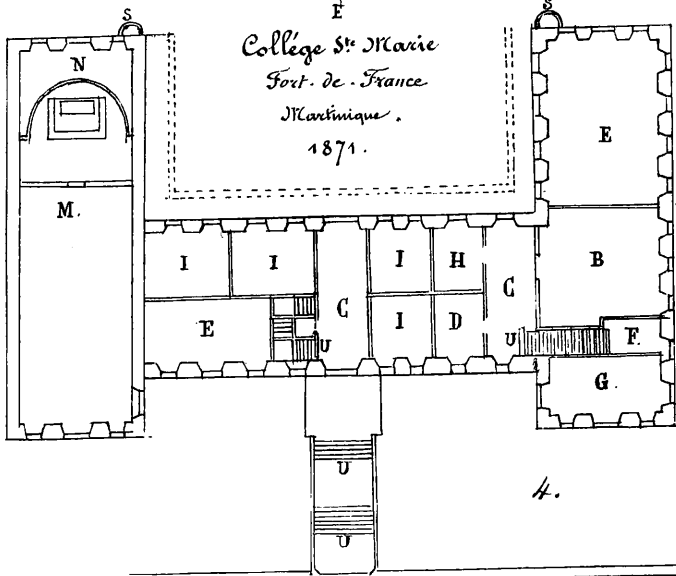 S E S
Collége Ste Marie
Fort-de-France
Martinique.
1871.
N E
M.
I I I H B
C C
E I D F.
U U
G.
U
4.
U